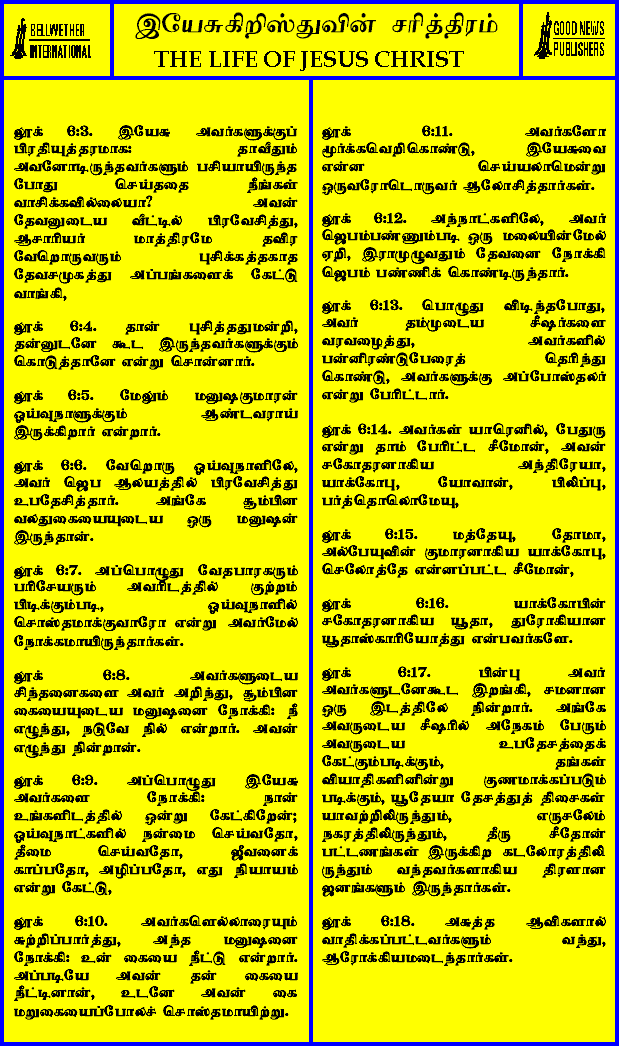 BELLWETHER
INTERNATIONAL
இயேசுகிறிஸ்துவின் சரித்திரம்
THE LIFE OF JESUS CHRIST
GOOD NEWS
PUBLISHERS
லூக் 6:3. இயேசு அவர்களுக்குப்
பிரதியுத்தரமாக: தாவீதும்
அவனோடிருந்தவர்களும் பசியாயிருந்த
போது செய்ததை நீங்கள்
வாசிக்கவில்லையா? அவன்
தேவனுடைய வீட்டில் பிரவேசித்து,
ஆசாரியர் மாத்திரமே தவிர
வேறொருவரும் புசிக்கத்தகாத
தேவசமுகத்து அப்பங்களைக் கேட்டு
வாங்கி,
லூக் 6:4. தான் புசித்ததுமன்றி,
தன்னுடனே கூட இருந்தவர்களுக்கும்
கொடுத்தானே என்று சொன்னார்.
லூக் 6:5. மேலும் மனுஷகுமாரன்
ஓய்வுநாளுக்கும் ஆண்டவராய்
இருக்கிறார் என்றார்.
லூக் 6:6. வேறொரு ஓய்வுநாளிலே,
அவர் ஜெப ஆலயத்தில் பிரவேசித்து
உபதேசித்தார். அங்கே சூம்பின
வலதுகையையுடைய ஒரு மனுஷன்
இருந்தான்.
லூக் 6:7. அப்பொழுது வேதபாரகரும்
பரிசேயரும் அவரிடத்தில் குற்றம்
பிடிக்கும்படி, ஓய்வுநாளில்
சொஸ்தமாக்குவாரோ என்று அவர்மேல்
நோக்கமாயிருந்தார்கள்.
லூக் 6:8. அவர்களுடைய
சிந்தனைகளை அவர் அறிந்து, சூம்பின
கையையுடைய மனுஷனை நோக்கி: நீ
எழுந்து, நடுவே நில் என்றார். அவன்
எழுந்து நின்றான்.
லூக் 6:9. அப்பொழுது இயேசு
அவர்களை நோக்கி: நான்
உங்களிடத்தில் ஒன்று கேட்கிறேன்;
ஓய்வுநாட்களில் நன்மை செய்வதோ,
தீமை செய்வதோ, ஜீவனைக்
காப்பதோ, அழிப்பதோ, எது நியாயம்
என்று கேட்டு,
லூக் 6:10. அவர்களெல்லாரையும்
சுற்றிப்பார்த்து, அந்த மனுஷனை
நோக்கி: உன் கையை நீட்டு என்றார்.
அப்படியே அவன் தன் கையை
நீட்டினான், உடனே அவன் கை
மறுகையைப்போலச் சொஸ்தமாயிற்று.
லூக் 6:11. அவர்களோ
மூர்க்கவெறிகொண்டு, இயேசுவை
என்ன செய்யலாமென்று
ஒருவரோடொருவர் ஆலோசித்தார்கள்.
லூக் 6:12. அந்நாட்களிலே, அவர்
ஜெபம்பண்ணும்படி ஒரு மலையின்மேல்
ஏறி, இராமுழுவதும் தேவனை நோக்கி
ஜெபம் பண்ணிக் கொண்டிருந்தார்.
லூக் 6:13. பொழுது விடிந்தபோது,
அவர் தம்முடைய சீஷர்களை
வரவழைத்து, அவர்களில்
பன்னிரண்டுபேரைத் தெரிந்து
கொண்டு, அவர்களுக்கு அப்போஸ்தலர்
என்று பேரிட்டார்.
லூக் 6:14. அவர்கள் யாரெனில், பேதுரு
என்று தாம் பேரிட்ட சீமோன், அவன்
சகோதரனாகிய அந்திரேயா,
யாக்கோபு, யோவான், பிலிப்பு,
பர்த்தொலொமேயு,
லூக் 6:15. மத்தேயு, தோமா,
அல்பேயுவின் குமாரனாகிய யாக்கோபு,
செலோத்தே என்னப்பட்ட சீமோன்,
லூக் 6:16. யாக்கோபின்
சகோதரனாகிய யூதா, துரோகியான
யூதாஸ்காரியோத்து என்பவர்களே.
லூக் 6:17. பின்பு அவர்
அவர்களுடனேகூட இறங்கி, சமனான
ஒரு இடத்திலே நின்றார். அங்கே
அவருடைய சீஷரில் அநேகம் பேரும்
அவருடைய உபதேசத்தைக்
கேட்கும்படிக்கும், தங்கள்
வியாதிகளினின்று குணமாக்கப்படும்
படிக்கும், யூதேயா தேசத்துத் திசைகள்
யாவற்றிலிருந்தும், எருசலேம்
நகரத்திலிருந்தும், தீரு சீதோன்
பட்டணங்கள் இருக்கிற கடலோரத்திலி
ருந்தும் வந்தவர்களாகிய திரளான
ஜனங்களும் இருந்தார்கள்.
லூக் 6:18. அசுத்த ஆவிகளால்
வாதிக்கப்பட்டவர்களும் வந்து,
ஆரோக்கியமடைந்தார்கள்.